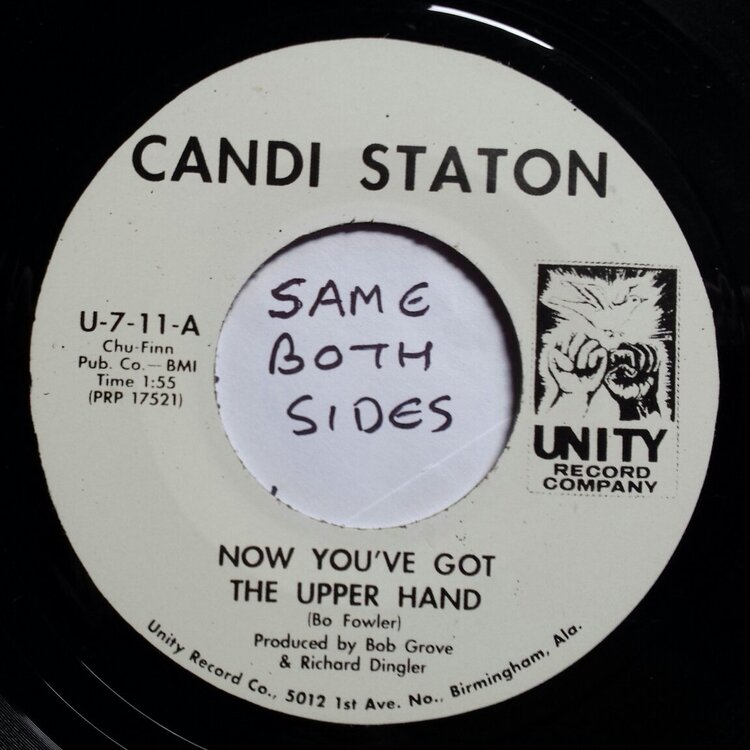 CANDI STATON
U-7-11-A
Chu-Finn
Pub. Co.—BMI
Time 1:55
(PRP 17521)
SAME
BOTH
SIDES
UNITY
RECORD
COMPANY
NOW YOU'VE GOT
THE UPPER HAND
(Bo Fowler)
Produced by Bob Grove
& Richard Dingler
Unity Record Co., 5012 1st Ave. No., Birmingham, Ala.